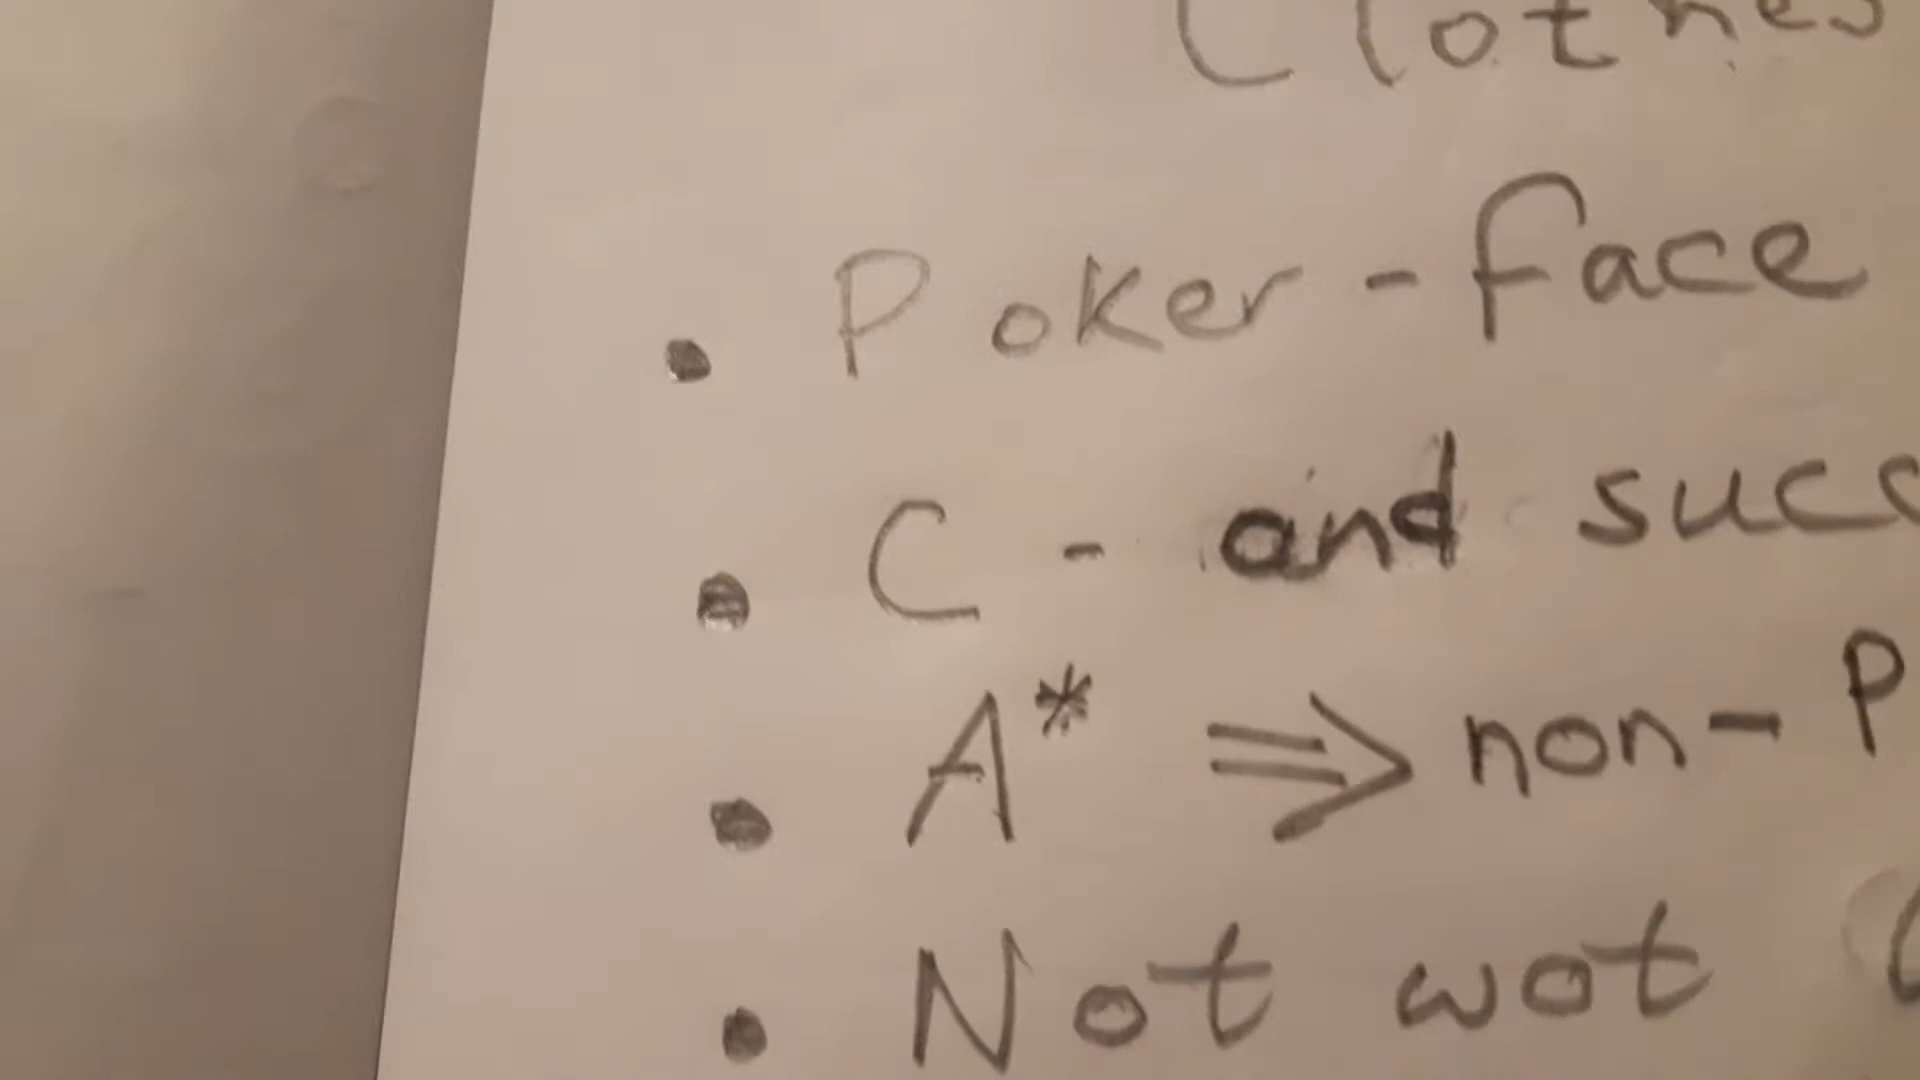 Clothes
• Poker-face
• C - and succ
• A* ⇒ non-P
• Not wot